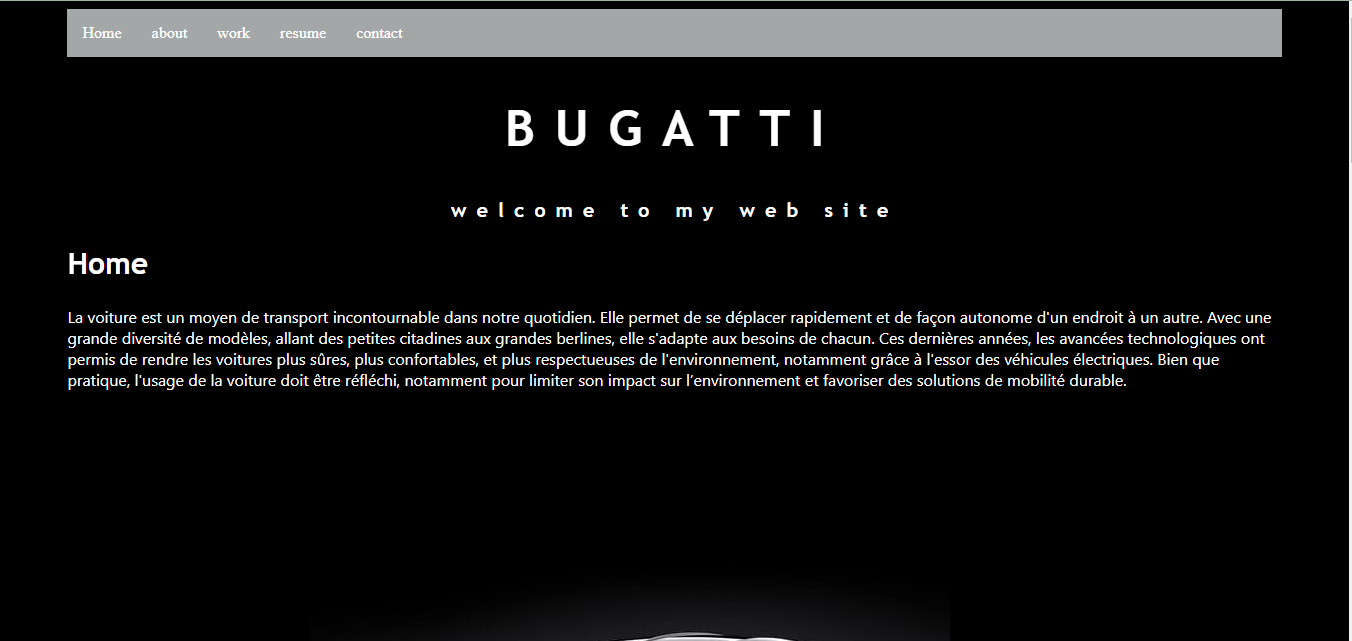 Home about work resume contact
BUGATTI
welcome to my web site
Home
La voiture est un moyen de transport incontournable dans notre quotidien. Elle permet de se déplacer rapidement et de façon autonome d'un endroit à un autre. Avec une
grande diversité de modèles, allant des petites citadines aux grandes berlines, elle s'adapte aux besoins de chacun. Ces dernières années, les avancées technologiques ont
permis de rendre les voitures plus sûres, plus confortables, et plus respectueuses de l'environnement, notamment grâce à l'essor des véhicules électriques. Bien que
pratique, l'usage de la voiture doit être réfléchi, notamment pour limiter son impact sur l’environnement et favoriser des solutions de mobilité durable.